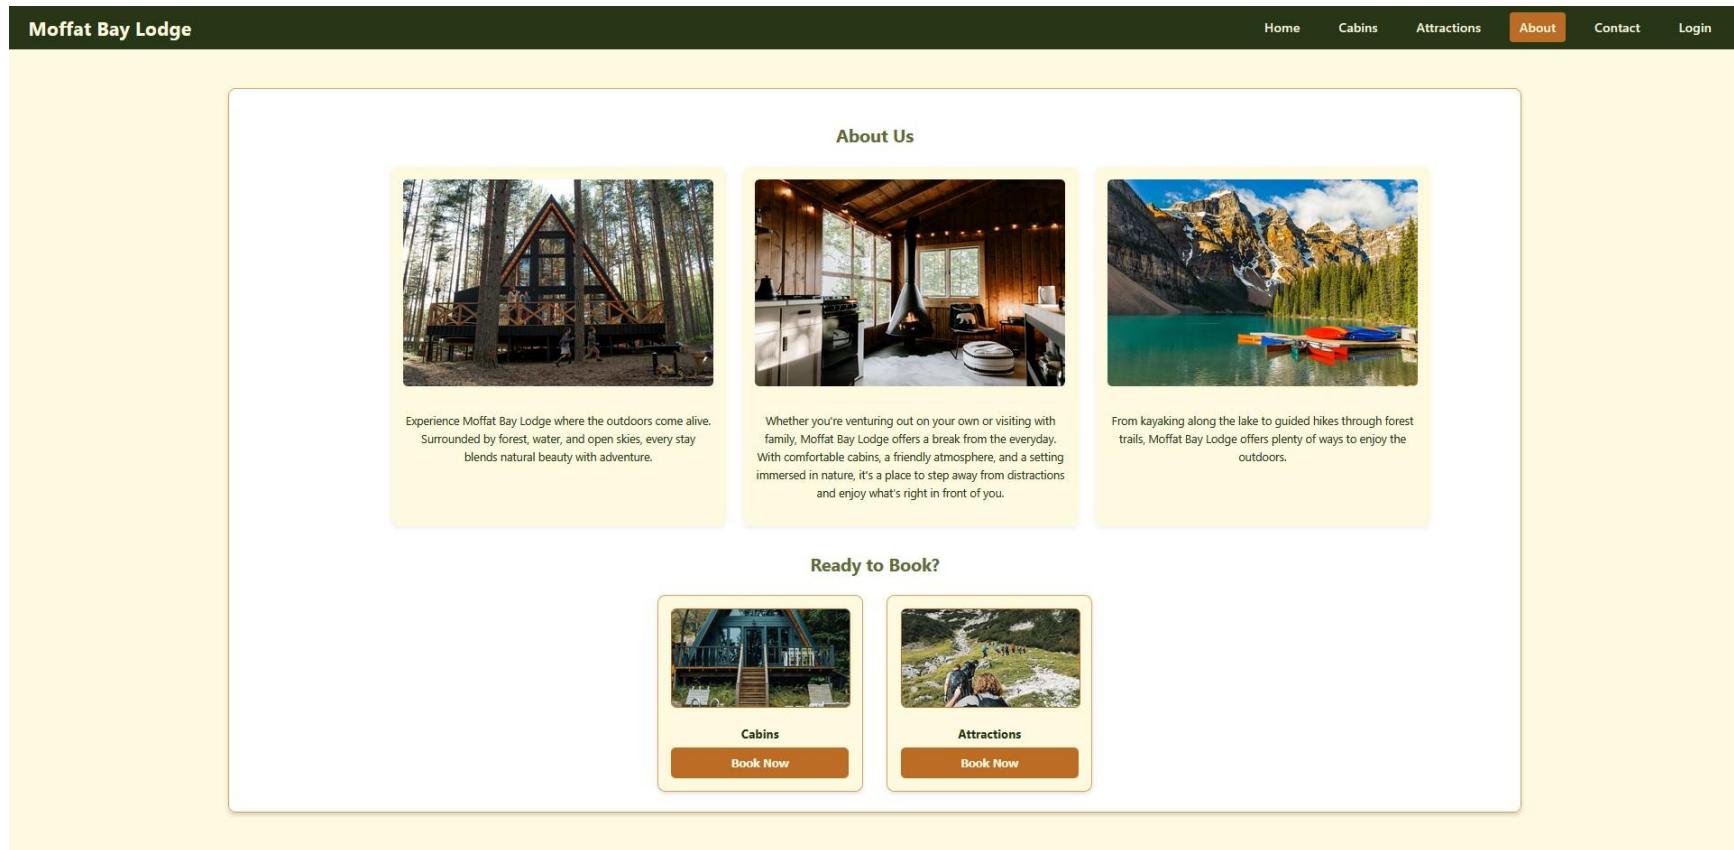 Moffat Bay Lodge
Home
Cabins
Attractions
About
Contact
Login
About Us
Experience Moffat Bay Lodge where the outdoors come alive.
Surrounded by forest, water, and open skies, every stay
blends natural beauty with adventure.
Whether you're venturing out on your own or visiting with
family, Moffat Bay Lodge offers a break from the everyday.
With comfortable cabins, a friendly atmosphere, and a setting
immersed in nature, it's a place to step away from distractions
and enjoy what's right in front of you.
From kayaking along the lake to guided hikes through forest
trails, Moffat Bay Lodge offers plenty of ways to enjoy the
outdoors.
Ready to Book?
Cabins
Book Now
Attractions
Book Now